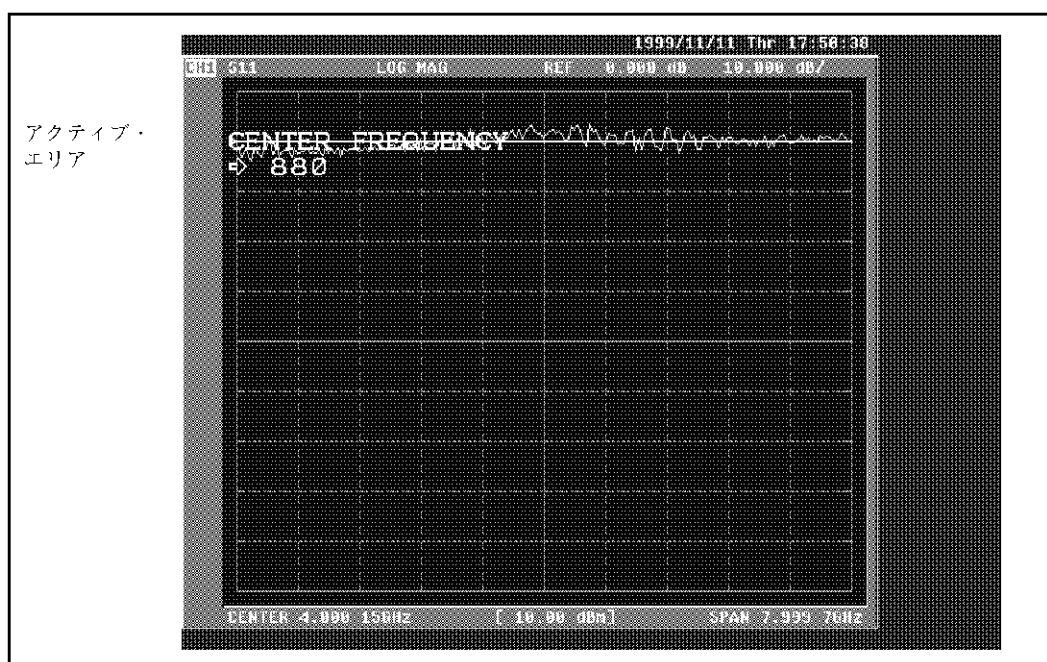 1999/11/11 Thr 17:50:38
CH1 S11 LOG MAG REF 0.000 dB 10.000 dB/
アクティブ・
エリア
CENTER FREQUENCY
880
CENTER 4.000 15GHz [ 10.00 dBm] SPAN 7.999 7GHz